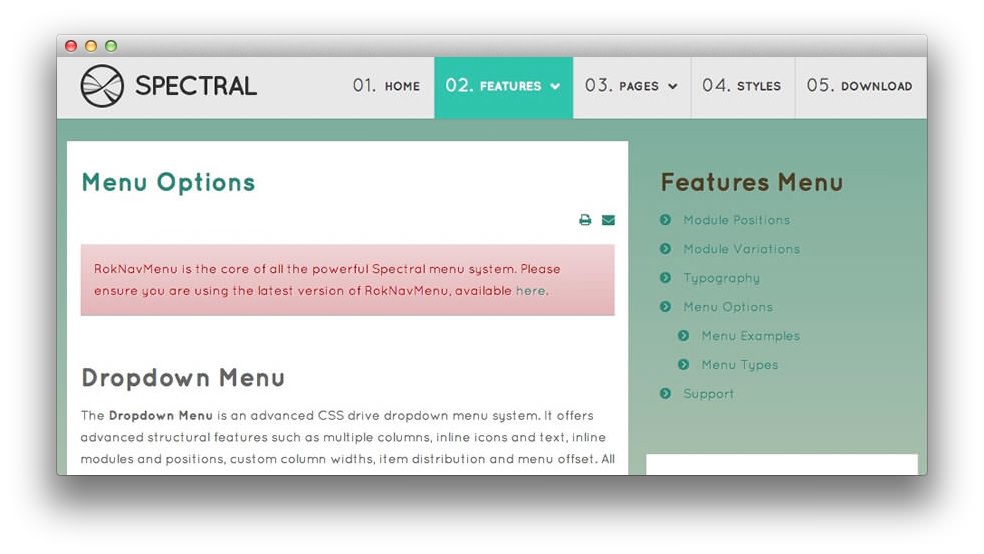 SPECTRAL
01. HOME
02. FEATURES
03. PAGES
04. STYLES
05. DOWNLOAD
Menu Options
RokNavMenu is the core of all the powerful Spectral menu system. Please
ensure you are using the latest version of RokNavMenu, available here.
Dropdown Menu
The Dropdown Menu is an advanced CSS drive dropdown menu system. It offers
advanced structural features such as multiple columns, inline icons and text, inline
modules and positions, custom column widths, item distribution and menu offset. All
Features Menu
Module Positions
Module Variations
Typography
Menu Options
Menu Examples
Menu Types
Support